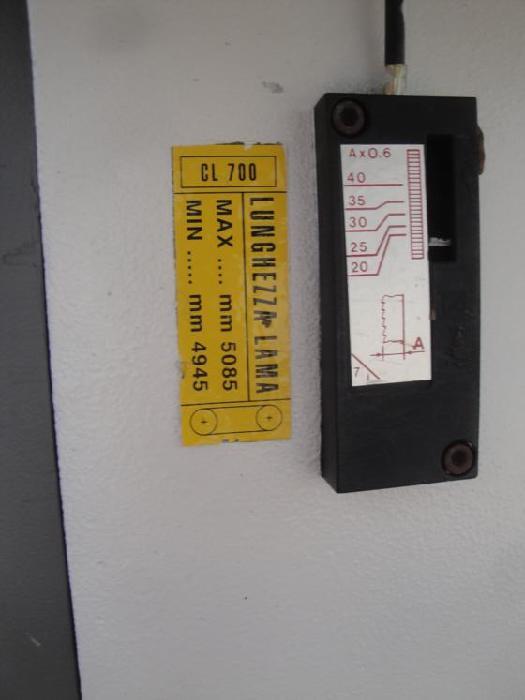 CL 700
LUNGHEZZA LAMA
MAX .... mm 5085
MIN ..... mm 4945
A x 0.6
40
35
30
25
20
A
7